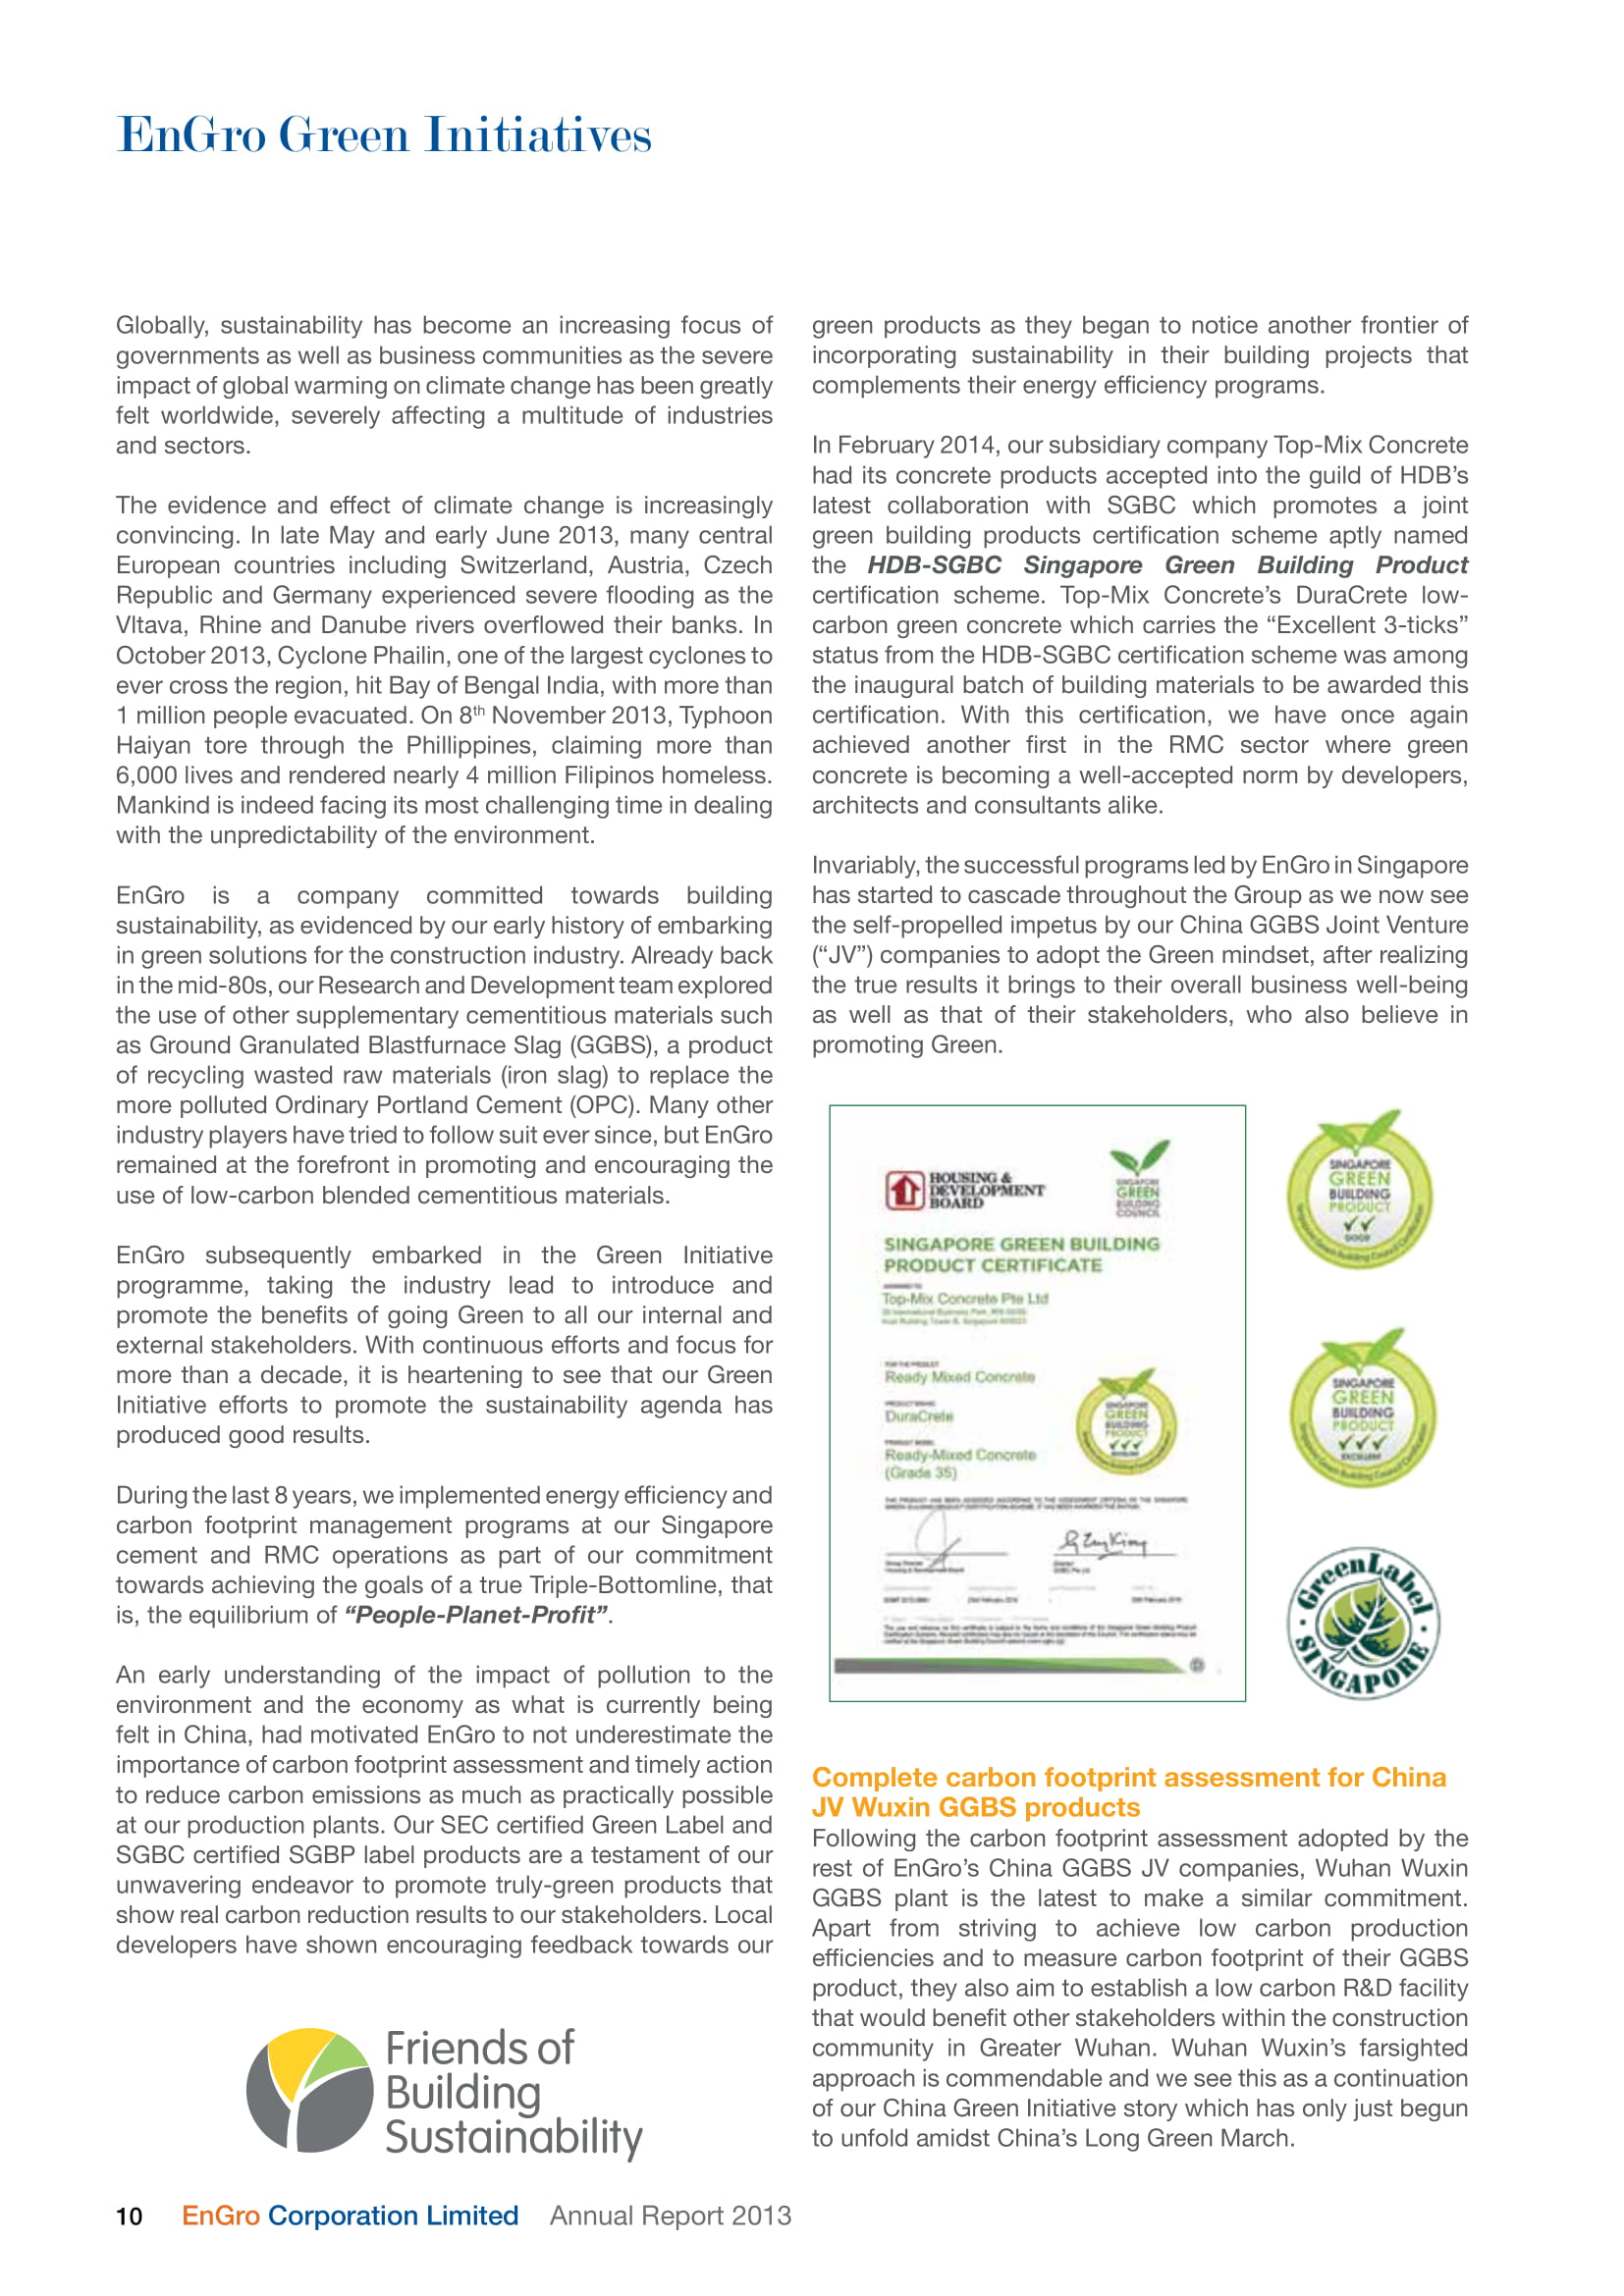 EnGro Green Initiatives
Globally, sustainability has become an increasing focus of
governments as well as business communities as the severe
impact of global warming on climate change has been greatly
felt worldwide, severely affecting a multitude of industries
and sectors.
The evidence and effect of climate change is increasingly
convincing. In late May and early June 2013, many central
European countries including Switzerland, Austria, Czech
Republic and Germany experienced severe flooding as the
Vltava, Rhine and Danube rivers overflowed their banks. In
October 2013, Cyclone Phailin, one of the largest cyclones to
ever cross the region, hit Bay of Bengal India, with more than
1 million people evacuated. On 8th November 2013, Typhoon
Haiyan tore through the Phillippines, claiming more than
6,000 lives and rendered nearly 4 million Filipinos homeless.
Mankind is indeed facing its most challenging time in dealing
with the unpredictability of the environment.
EnGro is a company committed towards building
sustainability, as evidenced by our early history of embarking
in green solutions for the construction industry. Already back
in the mid-80s, our Research and Development team explored
the use of other supplementary cementitious materials such
as Ground Granulated Blastfurnace Slag (GGBS), a product
of recycling wasted raw materials (iron slag) to replace the
more polluted Ordinary Portland Cement (OPC). Many other
industry players have tried to follow suit ever since, but EnGro
remained at the forefront in promoting and encouraging the
use of low-carbon blended cementitious materials.
EnGro subsequently embarked in the Green Initiative
programme, taking the industry lead to introduce and
promote the benefits of going Green to all our internal and
external stakeholders. With continuous efforts and focus for
more than a decade, it is heartening to see that our Green
Initiative efforts to promote the sustainability agenda has
produced good results.
During the last 8 years, we implemented energy efficiency and
carbon footprint management programs at our Singapore
cement and RMC operations as part of our commitment
towards achieving the goals of a true Triple-Bottomline, that
is, the equilibrium of “People-Planet-Profit”.
An early understanding of the impact of pollution to the
environment and the economy as what is currently being
felt in China, had motivated EnGro to not underestimate the
importance of carbon footprint assessment and timely action
to reduce carbon emissions as much as practically possible
at our production plants. Our SEC certified Green Label and
SGBC certified SGBP label products are a testament of our
unwavering endeavor to promote truly-green products that
show real carbon reduction results to our stakeholders. Local
developers have shown encouraging feedback towards our
Friends of
Building
Sustainability
green products as they began to notice another frontier of
incorporating sustainability in their building projects that
complements their energy efficiency programs.
In February 2014, our subsidiary company Top-Mix Concrete
had its concrete products accepted into the guild of HDB’s
latest collaboration with SGBC which promotes a joint
green building products certification scheme aptly named
the HDB-SGBC Singapore Green Building Product
certification scheme. Top-Mix Concrete’s DuraCrete low-
carbon green concrete which carries the “Excellent 3-ticks”
status from the HDB-SGBC certification scheme was among
the inaugural batch of building materials to be awarded this
certification. With this certification, we have once again
achieved another first in the RMC sector where green
concrete is becoming a well-accepted norm by developers,
architects and consultants alike.
Invariably, the successful programs led by EnGro in Singapore
has started to cascade throughout the Group as we now see
the self-propelled impetus by our China GGBS Joint Venture
(“JV”) companies to adopt the Green mindset, after realizing
the true results it brings to their overall business well-being
as well as that of their stakeholders, who also believe in
promoting Green.
HOUSING &
DEVELOPMENT
BOARD
SINGAPORE
GREEN
BUILDING
COUNCIL
SINGAPORE GREEN BUILDING
PRODUCT CERTIFICATE
Top-Mix Concrete Pte Ltd
FOR THE PRODUCT
Ready Mixed Concrete
DuraCrete
Ready-Mixed Concrete
(Grade 35)
SINGAPORE
GREEN
BUILDING
PRODUCT
SINGAPORE
GREEN
BUILDING
PRODUCT
GOOD
SINGAPORE
GREEN
BUILDING
PRODUCT
EXCELLENT
GreenLabel
SINGAPORE
Complete carbon footprint assessment for China
JV Wuxin GGBS products
Following the carbon footprint assessment adopted by the
rest of EnGro’s China GGBS JV companies, Wuhan Wuxin
GGBS plant is the latest to make a similar commitment.
Apart from striving to achieve low carbon production
efficiencies and to measure carbon footprint of their GGBS
product, they also aim to establish a low carbon R&D facility
that would benefit other stakeholders within the construction
community in Greater Wuhan. Wuhan Wuxin’s farsighted
approach is commendable and we see this as a continuation
of our China Green Initiative story which has only just begun
to unfold amidst China’s Long Green March.
10 EnGro Corporation Limited Annual Report 2013